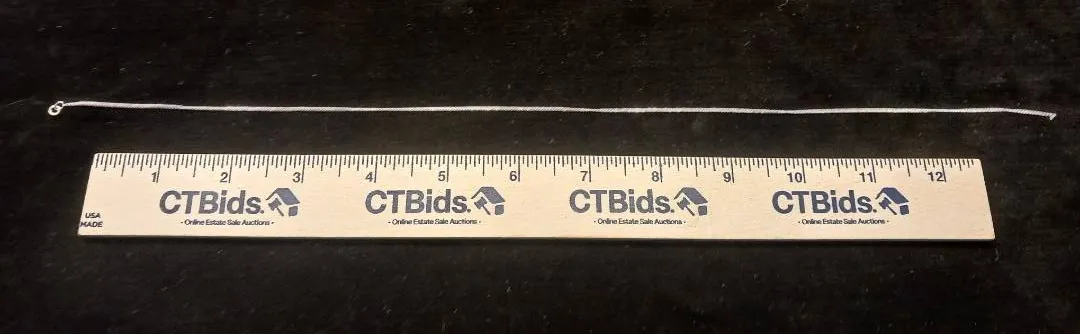 1 2 3 4 5 6 7 8 9 10 11 12
CTBids. CTBids. CTBids. CTBids.
USA
MADE
- Online Estate Sale Auctions - - Online Estate Sale Auctions - - Online Estate Sale Auctions - - Online Estate Sale Auctions -